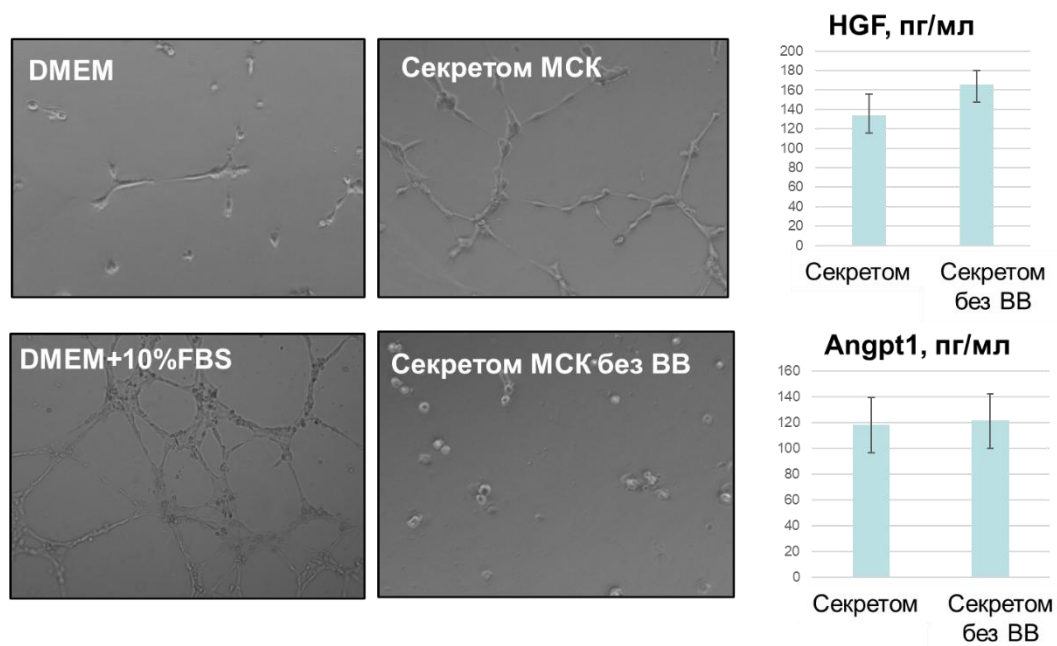 DMEM
Секретом МСК
DMEM+10%FBS
Секретом МСК без ВВ
HGF, пг/мл
200
180
160
140
120
100
80
60
40
20
0
Секретом
Секретом
без ВВ
Angpt1, пг/мл
160
140
120
100
80
60
40
20
0
Секретом
Секретом
без ВВ